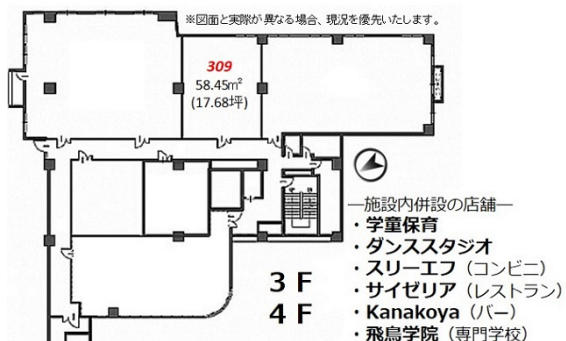 ※図面と実際が異なる場合、現況を優先いたします。
309
58.45㎡
(17.68坪)
―施設内併設の店舗―
・学童保育
・ダンススタジオ
・スリーエフ（コンビニ）
・サイゼリア（レストラン）
・Kanakoya（バー）
・飛鳥学院（専門学校）
3 F
4 F